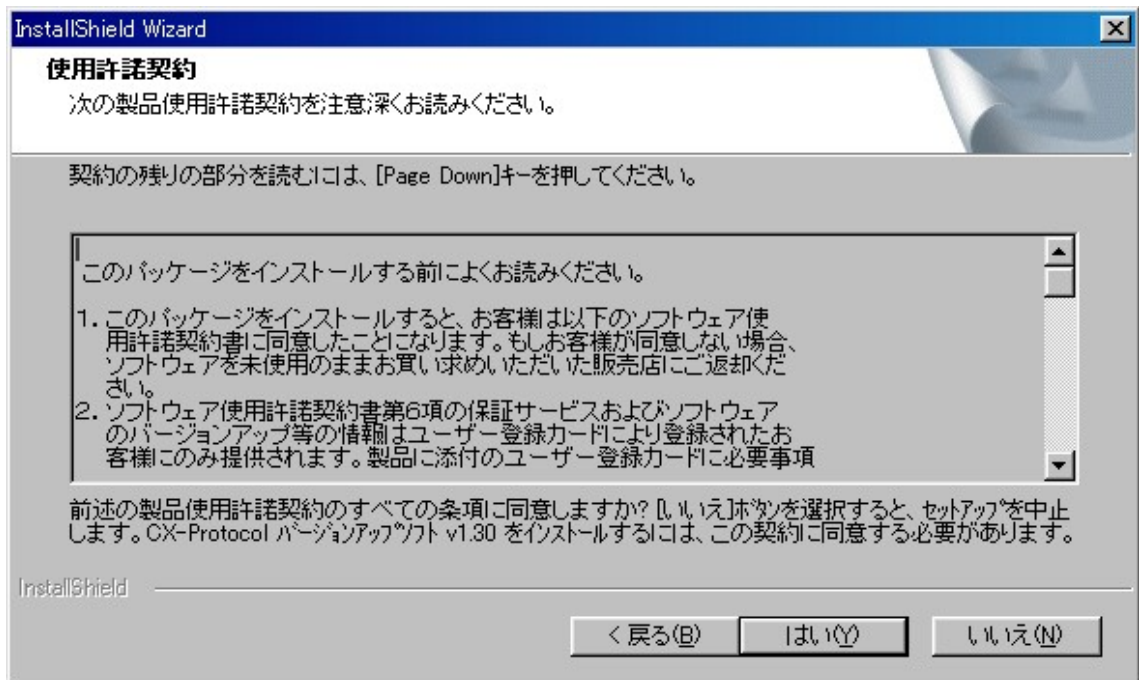 InstallShield Wizard
使用許諾契約
次の製品使用許諾契約を注意深くお読みください。
契約の残りの部分を読むには、[Page Down]キーを押してください。
このパッケージをインストールする前によくお読みください。
1. このパッケージをインストールすると、お客様は以下のソフトウェア使
用許諾契約書に同意したことになります。もしお客様が同意しない場合、
ソフトウェアを未使用のままお買い求めいただいた販売店にご返却くだ
さい。
2. ソフトウェア使用許諾契約書第6項の保証サービスおよびソフトウェア
のバージョンアップ等の情報はユーザー登録カードにより登録されたお
客様にのみ提供されます。製品に添付のユーザー登録カードに必要事項
前述の製品使用許諾契約のすべての条項に同意しますか? [いいえ]ボタンを選択すると、セットアップを中止
します。CX-Protocol バージョンアップソフト v1.30 をインストールするには、この契約に同意する必要があります。
InstallShield
< 戻る(B)
はい(Y)
いいえ(N)